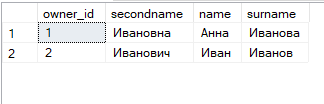 owner_id secondname name surname
1 1 Ивановна Анна Иванова
2 2 Иванович Иван Иванов